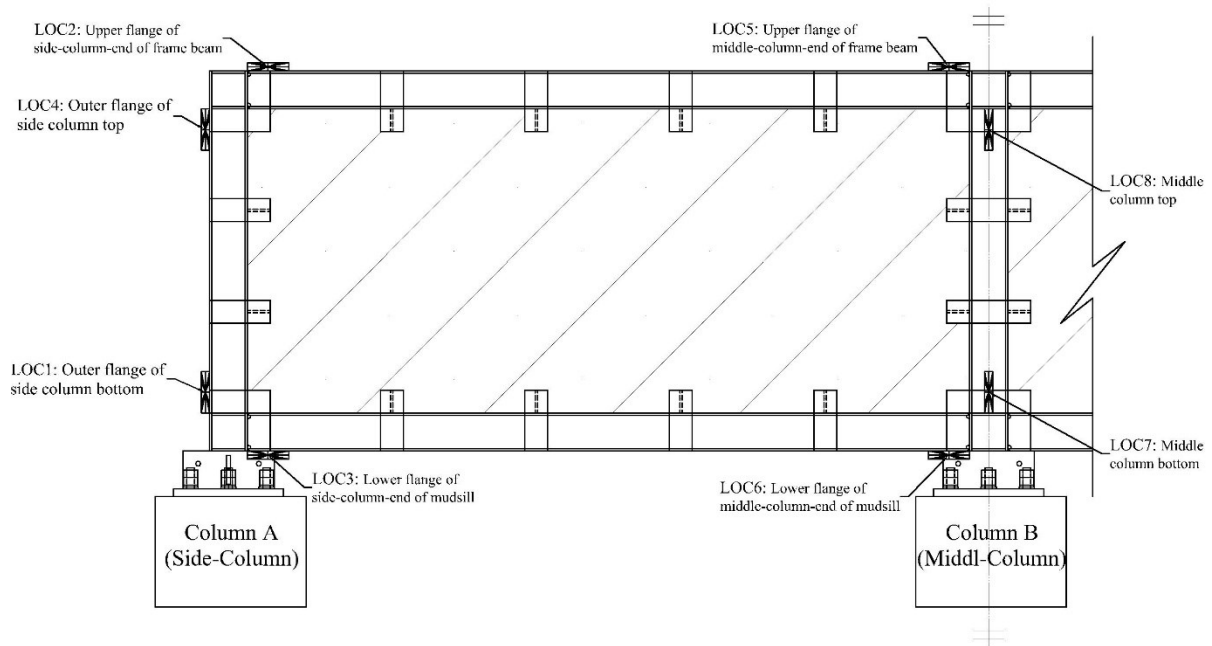 LOC2: Upper flange of
side-column-end of frame beam
LOC5: Upper flange of
middle-column-end of frame beam
LOC4: Outer flange of
side column top
LOC8: Middle
column top
LOC1: Outer flange of
side column bottom
LOC3: Lower flange of
side-column-end of mudsill
LOC6: Lower flange of
middle-column-end of mudsill
LOC7: Middle
column bottom
Column A
(Side-Column)
Column B
(Middl-Column)